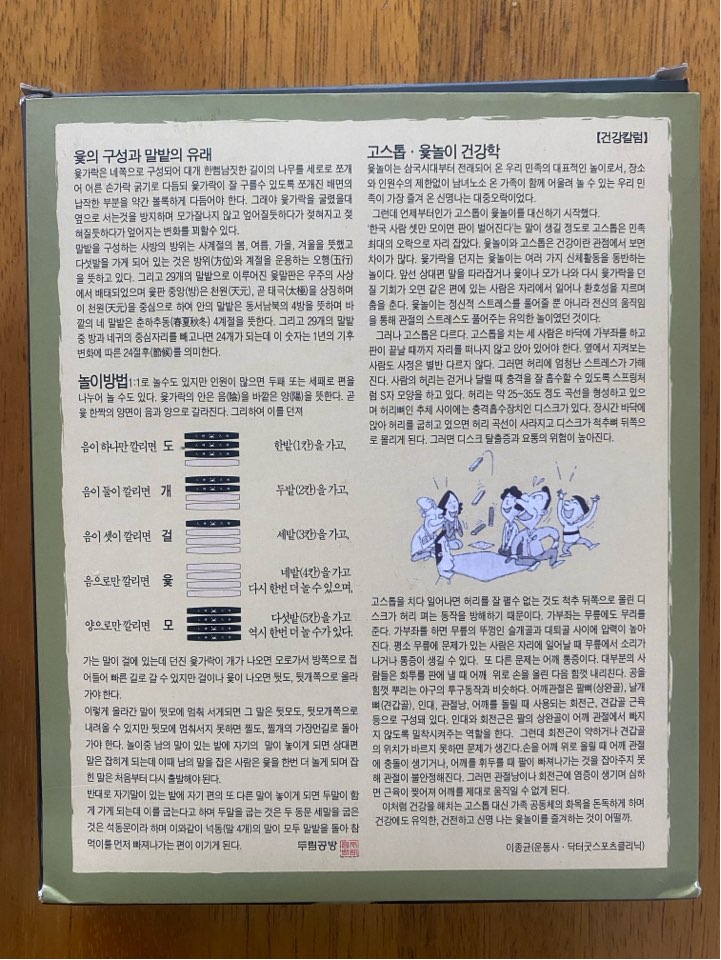 윷의 구성과 말밭의 유래
윷가락은 네쪽으로 구성되어 대개 한뼘남짓한 길이의 나무를 세로로 쪼개
어 어른 손가락 굵기로 다듬되 윷가락이 잘 구를수 있도록 쪼개진 배면의
납작한 부분을 약간 볼록하게 다듬어야 한다. 그래야 윷가락을 굴렸을대
옆으로 서는것을 방지하며 모가잘나지 않고 엎어질듯하다가 젖혀지고 젖
혀질듯하다가 엎어지는 변화를 꾀할수 있다.
말밭을 구성하는 사방의 방위는 사계절의 봄, 여름, 가을, 겨울을 뜻했고
다섯밭을 가게 되어 있는 것은 방위(方位)와 계절을 운용하는 오행(五行)
을 뜻하고 있다. 그리고 29개의 말밭으로 이루어진 윷말판은 우주의 사상
에서 배태되었으며 윷판 중앙(방)은 천원(天元), 곧 태극(太極)을 상징하며
이 천원(天元)을 중심으로 하여 안의 말밭은 동서남북의 4방을 뜻하며 바
깥의 네 말밭은 춘하추동(春夏秋冬) 4계절을 뜻한다. 그리고 29개의 말밭
중 방과 네귀의 중심자리를 빼고나면 24개가 되는데 이 숫자는 1년의 기후
변화에 따른 24절후(節候)를 의미한다.
놀이방법 1:1로 놀수도 있지만 인원이 많으면 두패 또는 세패로 편을
나누어 놀 수도 있다. 윷가락의 안은 음(陰)을 바깥은 양(陽)을 뜻한다. 곧
윷 한짝의 양면이 음과 양으로 갈라진다. 그리하여 이를 던져
음이 하나만 깔리면 도 한밭(1칸)을 가고,
음이 둘이 깔리면 개 두밭(2칸)을 가고,
음이 셋이 깔리면 걸 세밭(3칸)을 가고,
음으로만 깔리면 윷 네밭(4칸)을 가고
다시 한번 더 놀 수 있으며,
양으로만 깔리면 모 다섯밭(5칸)을 가고
역시 한번 더 놀 수가 있다.
가는 말이 걸에 있는데 던진 윷가락이 개가 나오면 모로가서 방쪽으로 접
어들어 빠른 길로 갈 수 있지만 걸이나 윷이 나오면 뒷도, 뒷개쪽으로 올라
가야 한다.
이렇게 올라간 말이 뒷모에 멈춰 서게되면 그 말은 뒷모도, 뒷모개쪽으로
내려올 수 있지만 뒷모에 멈춰서지 못하면 찔도, 찔개의 가장먼길로 돌아
가야 한다. 놀이중 남의 말이 있는 밭에 자기의  말이 놓이게 되면 상대편
말은 잡히게 되는데 이때 남의 말을 잡은 사람은 윷을 한번 더 놀게 되며 잡
힌 말은 처음부터 다시 출발해야 된다.
반대로 자기말이 있는 밭에 자기 편의 또 다른 말이 놓이게 되면 두말이 함
게 가게 되는데 이를 굽는다고 하며 두말을 굽는 것은 두 동문 세말을 굽은
것은 석동문이라 하며 이와같이 넉동(말 4개)의 말이 모두 말밭을 돌아 참
먹이를 먼저 빠져나가는 편이 이기게 된다.
두림공방
【건강칼럼】
고스톱 · 윷놀이 건강학
윷놀이는 삼국시대부터 전래되어 온 우리 민족의 대표적인 놀이로서, 장소
와 인원수의 제한없이 남녀노소 온 가족이 함께 어울려 놀 수 있는 우리 민
족이 가장 즐겨 온 신명나는 대중오락이었다.
그런데 언제부터인가 고스톱이 윷놀이를 대신하기 시작했다.
'한국 사람 셋만 모이면 판이 벌어진다'는 말이 생길 정도로 고스톱은 민족
최대의 오락으로 자리 잡았다. 윷놀이와 고스톱은 건강이란 관점에서 보면
차이가 많다. 윷가락을 던지는 윷놀이는 여러 가지 신체활동을 동반하는
놀이다. 앞선 상대편 말을 따라잡거나 윷이나 모가 나와 다시 윷가락을 던
질 기회가 오면 같은 편에 있는 사람은 자리에서 일어나 환호성을 지르며
춤을 춘다. 윷놀이는 정신적 스트레스를 풀어줄 뿐 아니라 전신의 움직임
을 통해 관절의 스트레스도 풀어주는 유익한 놀이였던 것이다.
그러나 고스톱은 다르다. 고스톱을 치는 세 사람은 바닥에 가부좌를 하고
판이 끝날 때까지 자리를 떠나지 않고 앉아 있어야 한다. 옆에서 지켜보는
사람도 사정은 별반 다르지 않다. 그러면 허리에 엄청난 스트레스가 가해
진다. 사람의 허리는 걷거나 달릴 때 충격을 잘 흡수할 수 있도록 스프링처
럼 S자 모양을 하고 있다. 허리는 약 25~35도 정도 곡선을 형성하고 있으
며 허리뼈인 추체 사이에는 충격흡수장치인 디스크가 있다. 장시간 바닥에
앉아 허리를 굽히고 있으면 허리 곡선이 사라지고 디스크가 척추뼈 뒤쪽으
로 몰리게 된다. 그러면 디스크 탈출증과 요통의 위험이 높아진다.
고스톱을 치다 일어나면 허리를 잘 펼수 없는 것도 척추 뒤쪽으로 몰린 디
스크가 허리 펴는 동작을 방해하기 때문이다. 가부좌는 무릎에도 무리를
준다. 가부좌를 하면 무릎의 뚜껑인 슬개골과 대퇴골 사이에 압력이 높아
진다. 평소 무릎에 문제가 있는 사람은 자리에 일어날 때 무릎에서 소리가
나거나 통증이 생길 수 있다.  또 다른 문제는 어깨 통증이다. 대부분의 사
람들은 화투를 판에 낼 때 어깨  위로 손을 올린 다음 힘껏 내리친다. 공을
힘껏 뿌리는 야구의 투구동작과 비슷하다. 어깨관절은 팔뼈(상완골), 날개
뼈(견갑골), 인대, 관절낭, 어깨를 돌릴 때 사용되는 회전근, 견갑골 근육
등으로 구성돼 있다. 인대와 회전근은 팔의 상완골이 어깨 관절에서 빠지
지 않도록 밀착시켜주는 역할을 한다.  그런데 회전근이 약하거나 견갑골
의 위치가 바르지 못하면 문제가 생긴다.손을 어깨 위로 올릴 때 어깨 관절
에 충돌이 생기거나, 어깨를 휘두를 때 팔이 빠져나가는 것을 잡아주지 못
해 관절이 불안정해진다. 그러면 관절낭이나 회전근에 염증이 생기며 심하
면 근육이 찢어져 어깨를 제대로 움직일 수 없게 된다.
이처럼 건강을 해치는 고스톱 대신 가족 공동체의 화목을 돈독하게 하며
건강에도 유익한, 건전하고 신명 나는 윷놀이를 즐겨하는 것이 어떨까.
이종균(운동사 · 닥터굿스포츠클리닉)